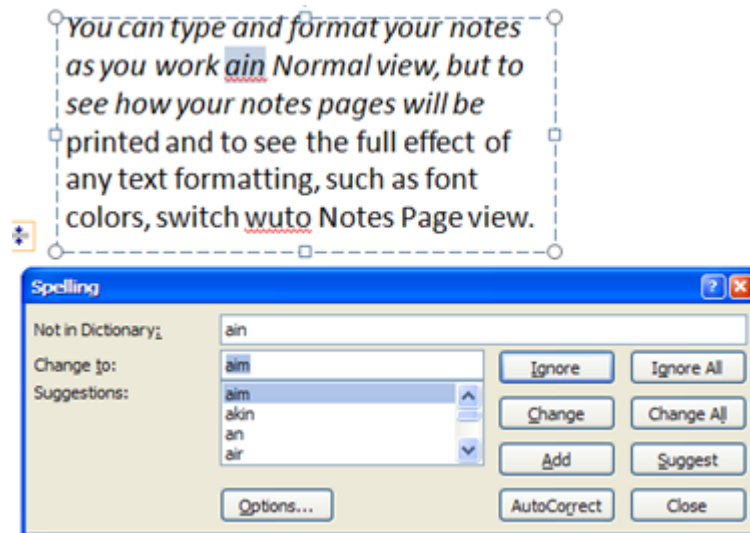 You can type and format your notes
as you work ain Normal view, but to
see how your notes pages will be
printed and to see the full effect of
any text formatting, such as font
colors, switch wuto Notes Page view.
Spelling
Not in Dictionary: ain
Change to: aim
Ignore Ignore All
Suggestions:
aim
akin
an
air
Change Change All
Add Suggest
Options... AutoCorrect Close